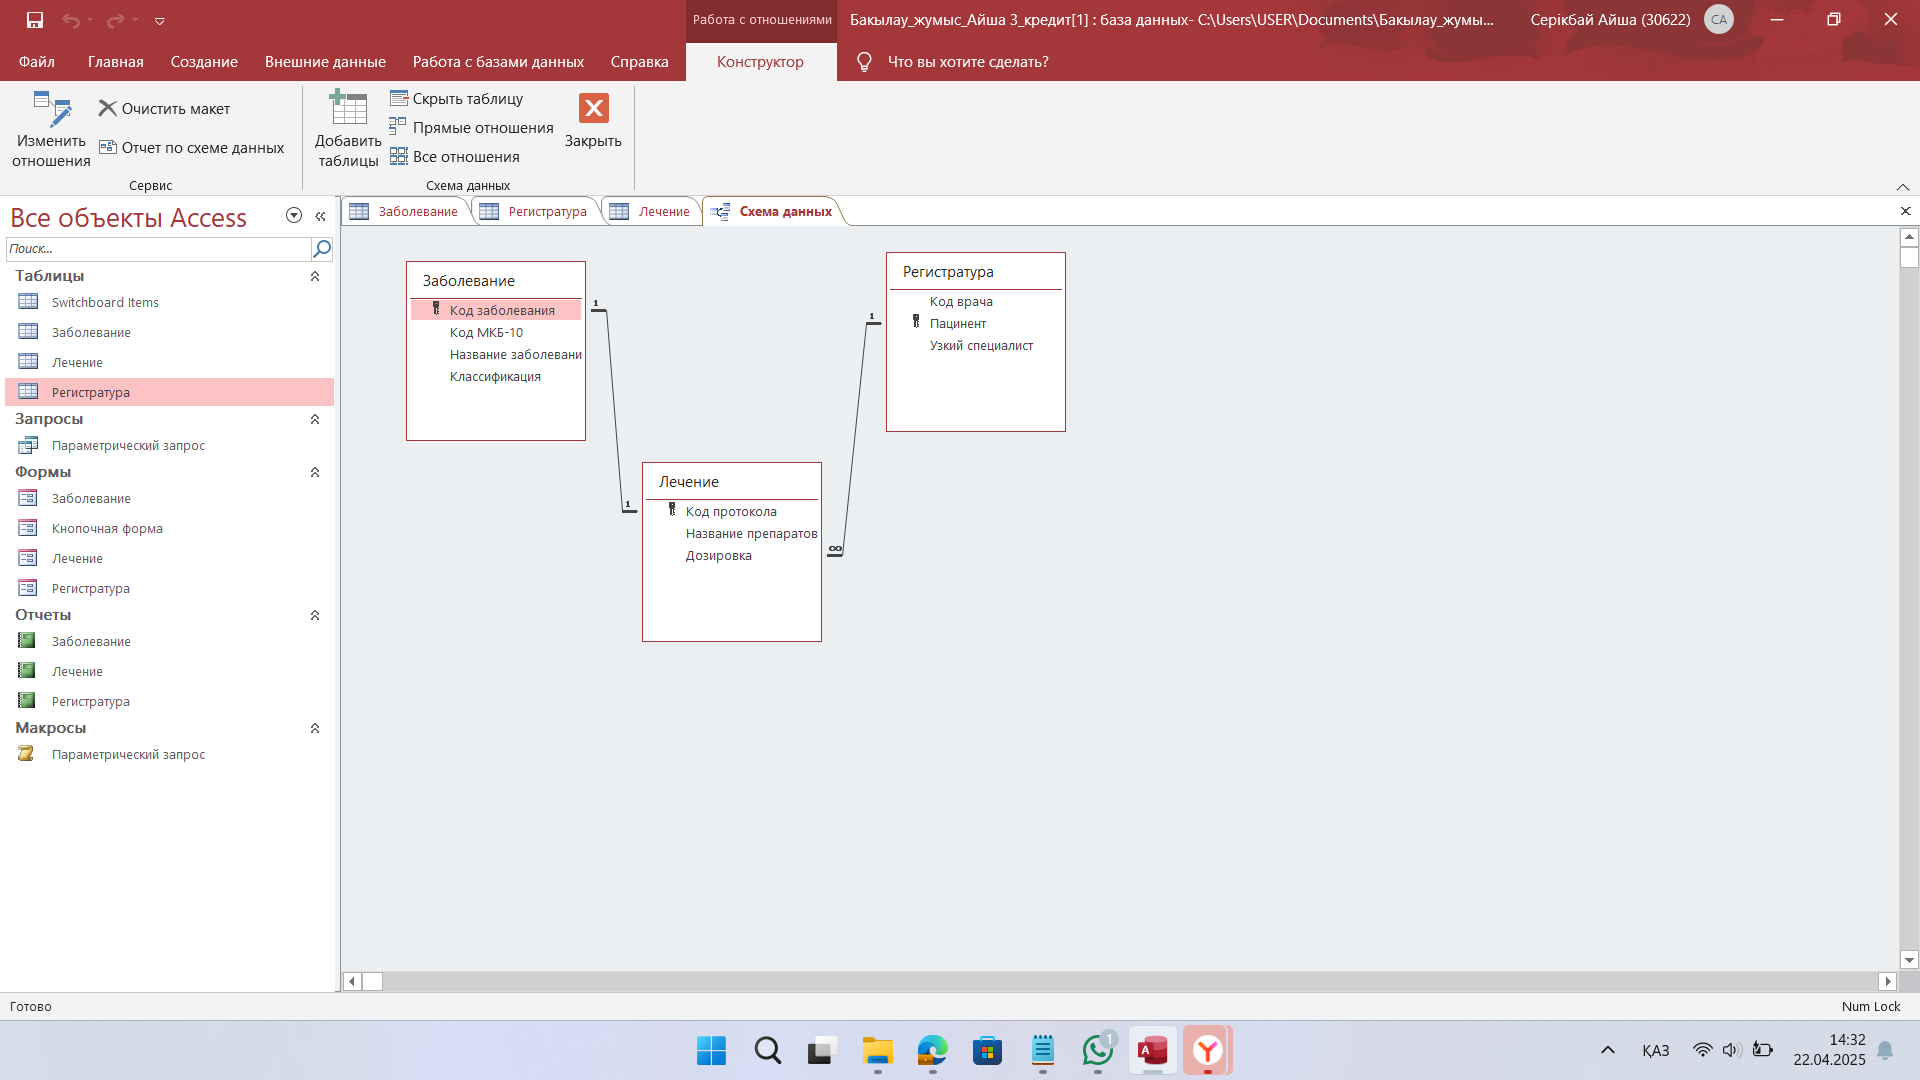 Работа с отношениями
Бакылау_жумыс_Айша 3_кредит[1] : база данных- C:\Users\USER\Documents\Бакылау_жумы...
Серікбай Айша (30622)
СА
Файл
Главная
Создание
Внешние данные
Работа с базами данных
Справка
Конструктор
Что вы хотите сделать?
Изменить отношения
Очистить макет
Отчет по схеме данных
Сервис
Добавить таблицы
Скрыть таблицу
Прямые отношения
Все отношения
Закрыть
Схема данных
Все объекты Access
Поиск...
Таблицы
Switchboard Items
Заболевание
Лечение
Регистратура
Запросы
Параметрический запрос
Формы
Заболевание
Кнопочная форма
Лечение
Регистратура
Отчеты
Заболевание
Лечение
Регистратура
Макросы
Параметрический запрос
Заболевание
Регистратура
Лечение
Схема данных
Заболевание
Код заболевания
Код МКБ-10
Название заболевани
Классификация
1
1
Регистратура
Код врача
Пацинент
Узкий специалист
1
∞
Лечение
Код протокола
Название препаратов
Дозировка
Готово
Num Lock
1
ҚАЗ
14:32
22.04.2025